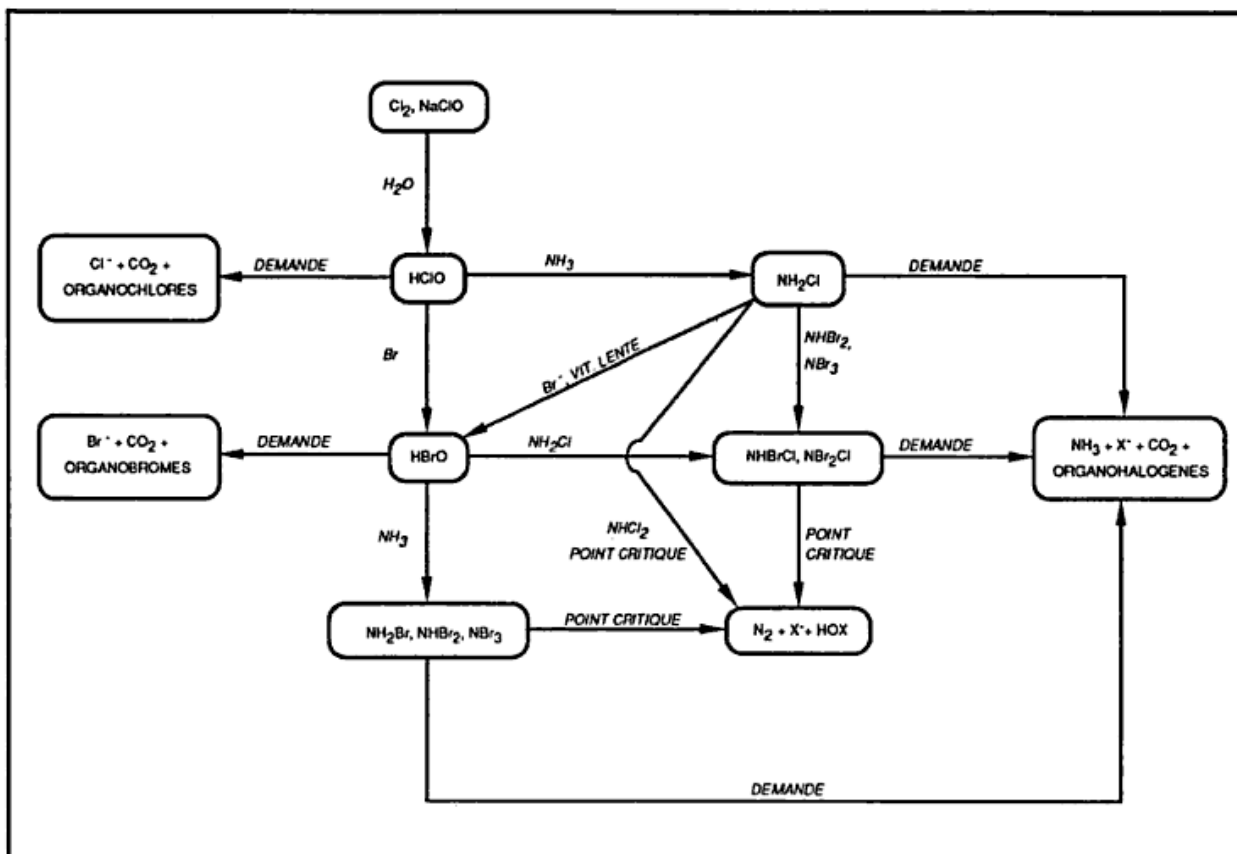 Cl₂, NaClO
H₂O
Cl⁻ + CO₂ +
ORGANOCHLORES
DEMANDE
HClO
NH₃
NH₂Cl
DEMANDE
Br
Br⁻, VIT. LENTE
NHBr₂,
NBr₃
Br⁻ + CO₂ +
ORGANOBROMES
DEMANDE
HBrO
NH₂Cl
NHBrCl, NBr₂Cl
DEMANDE
NH₃ + X⁻ + CO₂ +
ORGANOHALOGENES
NH₃
NHCl₂
POINT CRITIQUE
POINT
CRITIQUE
NH₂Br, NHBr₂, NBr₃
POINT CRITIQUE
N₂ + X⁻ + HOX
DEMANDE